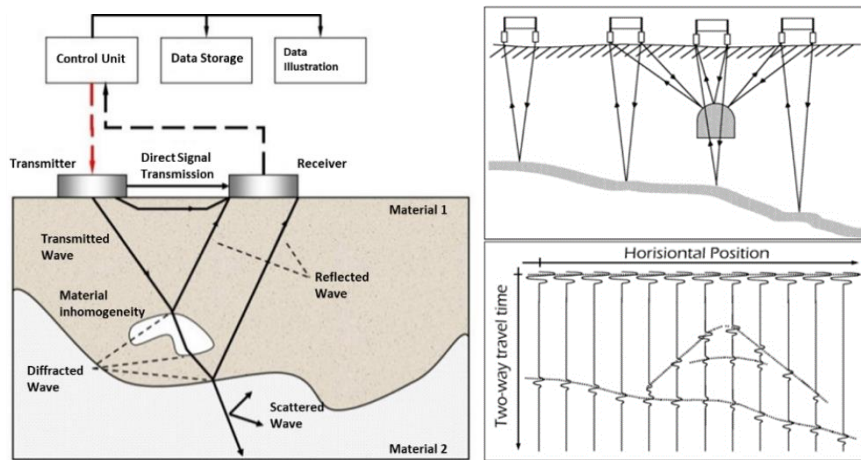 Control Unit
Data Storage
Data
Illustration
Transmitter
Direct Signal
Transmission
Receiver
Material 1
Transmitted
Wave
Reflected
Wave
Material
inhomogeneity
Diffracted
Wave
Scattered
Wave
Material 2
Horisiontal Position
Two-way travel time